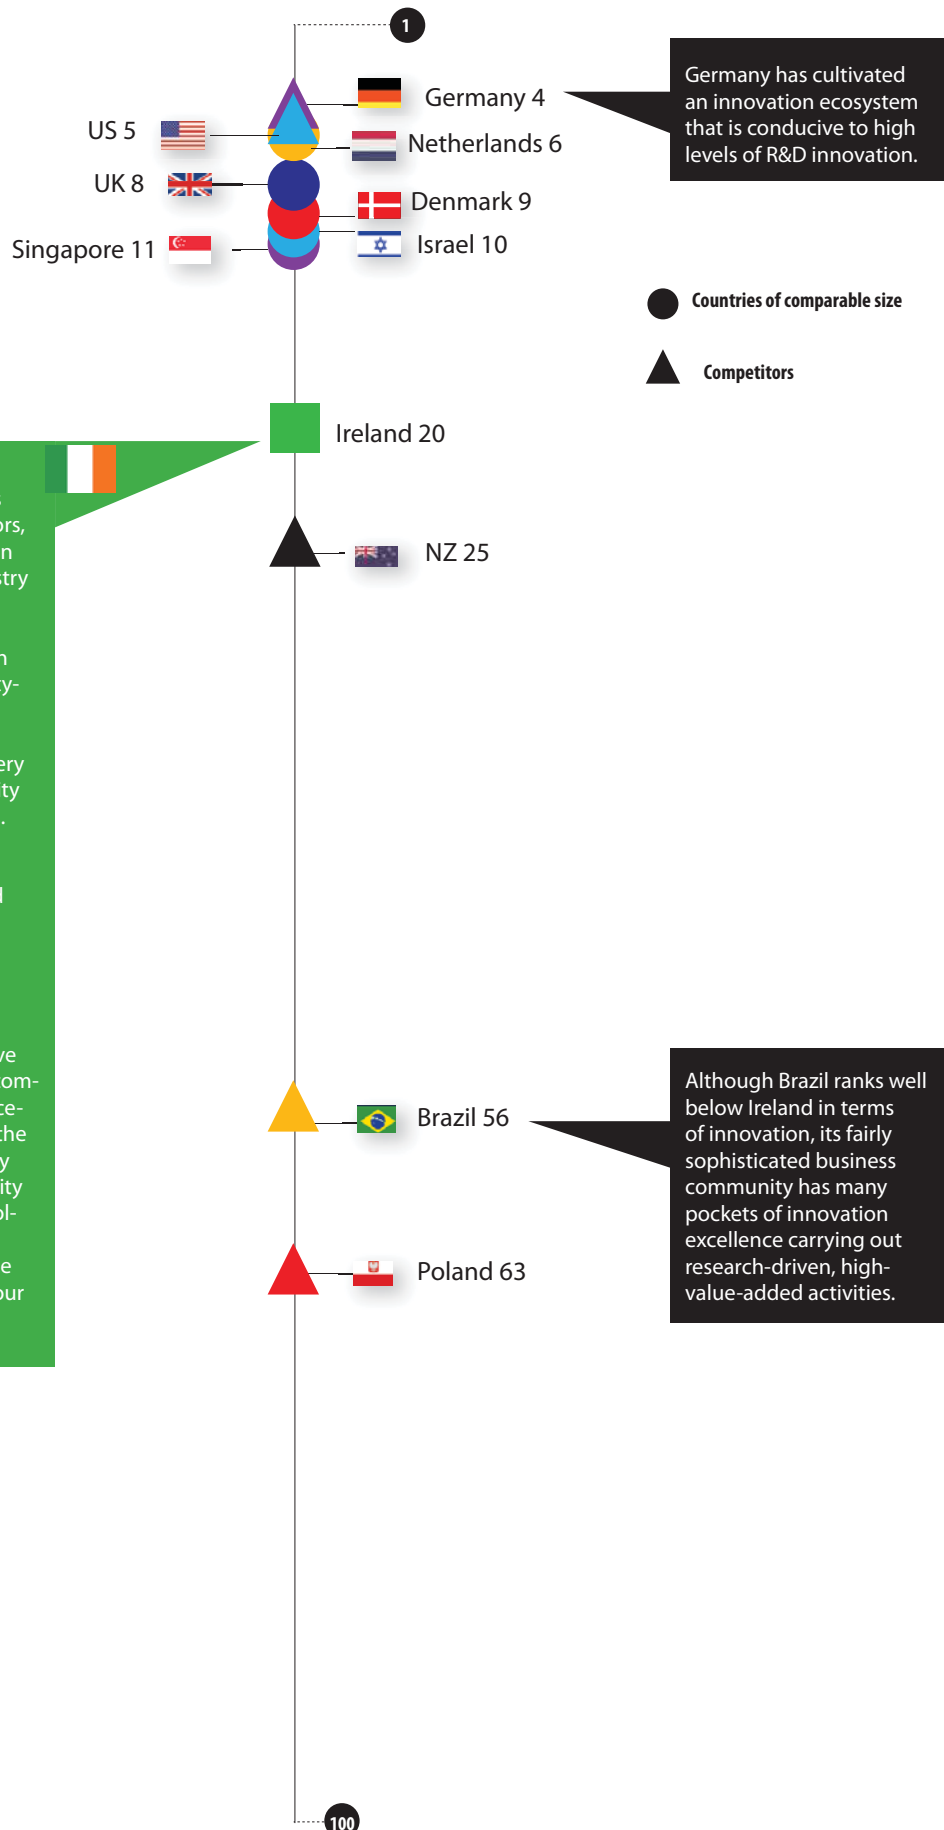 1
Germany 4
US 5
Netherlands 6
UK 8
Denmark 9
Israel 10
Singapore 11
Germany has cultivated
an innovation ecosystem
that is conducive to high
levels of R&D innovation.
Countries of comparable size
Competitors
Ireland 20
NZ 25
Brazil 56
Poland 63
Although Brazil ranks well
below Ireland in terms
of innovation, its fairly
sophisticated business
community has many
pockets of innovation
excellence carrying out
research-driven, high-
value-added activities.
the
100